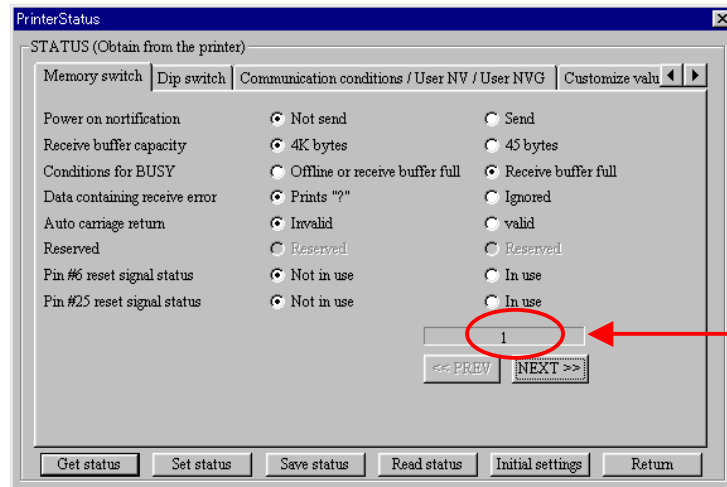 PrinterStatus
STATUS (Obtain from the printer)
Memory switch Dip switch Communication conditions / User NV / User NVG Customize valu
Power on nortification Not send Send
Receive buffer capacity 4K bytes 45 bytes
Conditions for BUSY Offline or receive buffer full Receive buffer full
Data containing receive error Prints "?" Ignored
Auto carriage return Invalid valid
Reserved Reserved Reserved
Pin #6 reset signal status Not in use In use
Pin #25 reset signal status Not in use In use
1
<< PREV NEXT >>
Get status Set status Save status Read status Initial settings Return